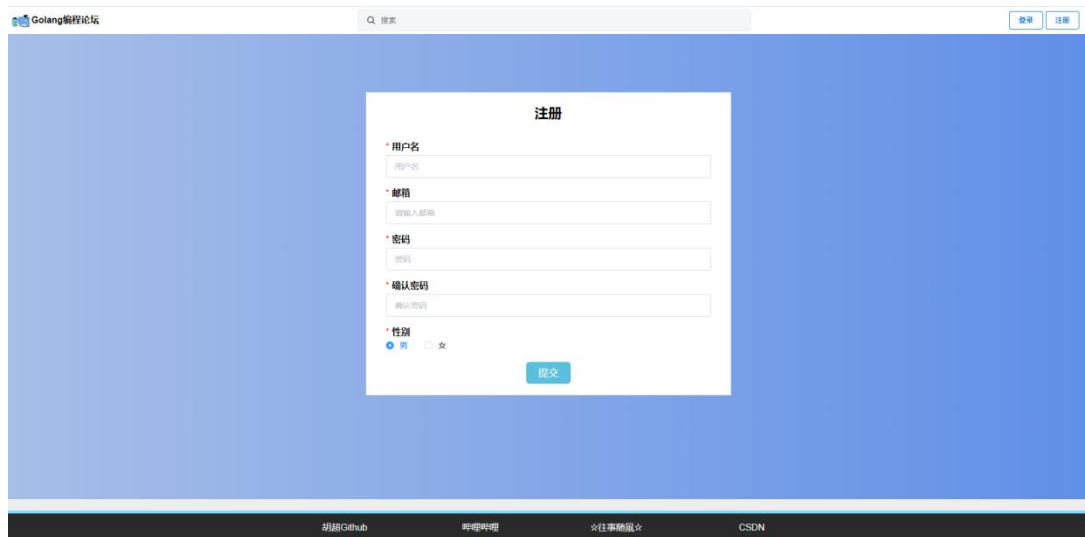 Golang编程论坛 搜索 登录 注册
注册
* 用户名
用户名
* 邮箱
请输入邮箱
* 密码
密码
* 确认密码
确认密码
* 性别
男 女
提交
胡超Github 哔哩哔哩 ☆往事随風☆ CSDN